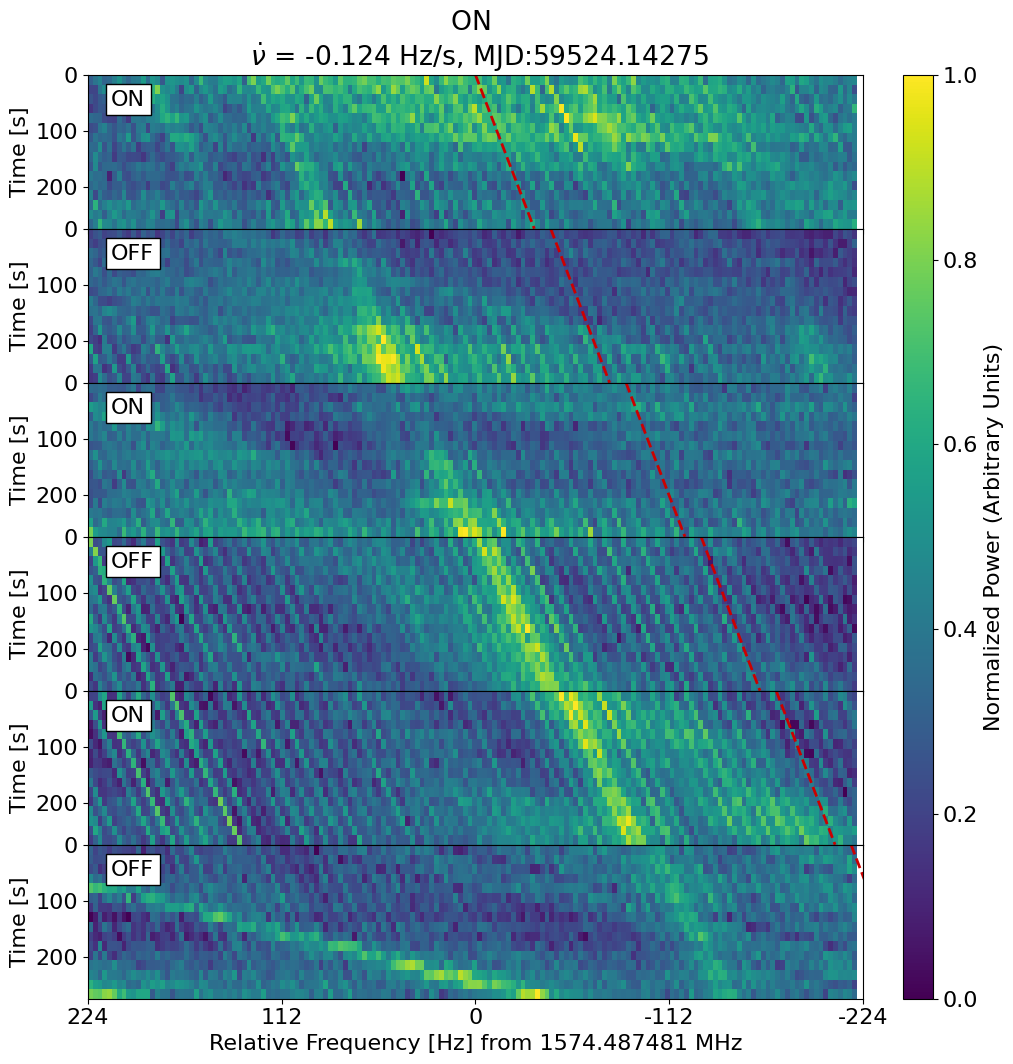 ON
ν̇ = -0.124 Hz/s, MJD:59524.14275
0
ON
100
Time [s]
200
0
OFF
100
Time [s]
200
0
ON
100
Time [s]
200
0
OFF
100
Time [s]
200
0
ON
100
Time [s]
200
0
OFF
100
Time [s]
200
224 112 0 -112 -224
Relative Frequency [Hz] from 1574.487481 MHz
1.0
0.8
0.6
0.4
0.2
0.0
Normalized Power (Arbitrary Units)